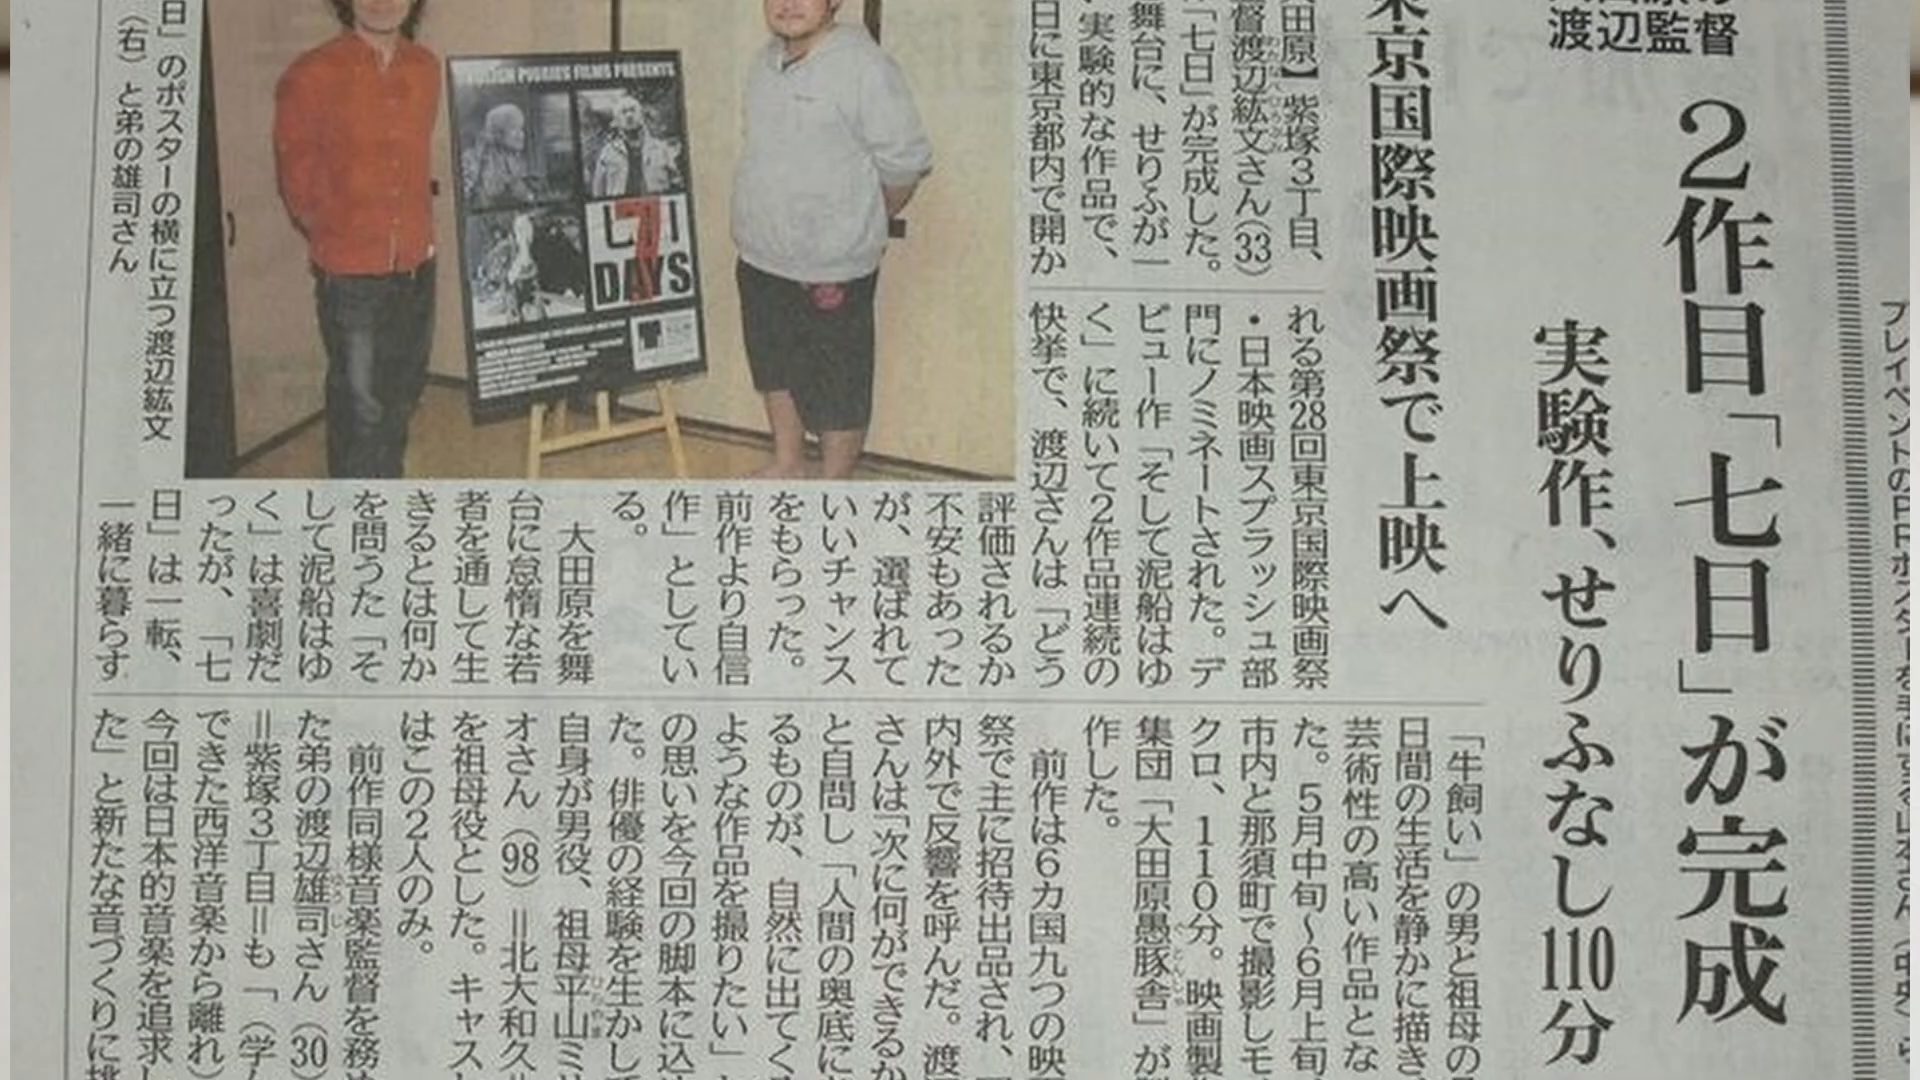 渡辺監督
2作目「七日」が完成
実験作、せりふなし110分
京国際映画祭で上映へ
田原】紫塚3丁目、
督渡辺紘文さん(33)
「七日」が完成した。
舞台に、せりふが一
実験的な作品で、
日に東京都内で開か
れる第28回東京国際映画祭
・日本映画スプラッシュ部
門にノミネートされた。デ
ビュー作「そして泥船はゆ
く」に続いて2作品連続の
快挙で、渡辺さんは「どう
評価されるか
不安もあった
が、選ばれて
いいチャンス
をもらった。
前作より自信
作」としてい
る。
大田原を舞
台に怠惰な若
者を通して生
きるとは何か
を問うた「そ
して泥船はゆ
く」は喜劇だ
ったが、「七
日」は一転、
一緒に暮らす
「牛飼い」の男と祖母の
日間の生活を静かに描き
芸術性の高い作品とな
た。5月中旬〜6月上旬
市内と那須町で撮影しモ
クロ、110分。映画製
集団「大田原愚豚舎」が
作した。
前作は6カ国九つの映
祭で主に招待出品され、
内外で反響を呼んだ。渡
さんは「次に何ができるか
と自問し「人間の奥底に
るものが、自然に出てく
ような作品を撮りたい」
の思いを今回の脚本に込
た。俳優の経験を生かし
自身が男役、祖母平山ミ
オさん(98)=北大和久=
を祖母役とした。キャス
はこの2人のみ。
前作同様音楽監督を務
た弟の渡辺雄司さん(30)
=紫塚3丁目=も「(学
できた西洋音楽から離れ)
今回は日本的音楽を追求
た」と新たな音づくりに挑
日」のポスターの横に立つ渡辺紘文
(右)と弟の雄司さん
FOOLISH PIGGIES FILMS PRESENTS
7
DAYS